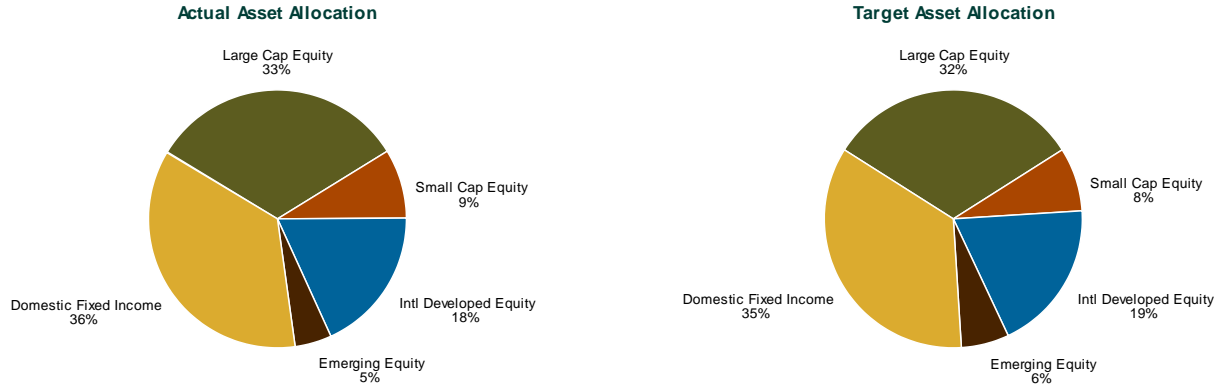 Actual Asset Allocation
Large Cap Equity
33%
Small Cap Equity
9%
Intl Developed Equity
18%
Emerging Equity
5%
Domestic Fixed Income
36%
Target Asset Allocation
Large Cap Equity
32%
Small Cap Equity
8%
Intl Developed Equity
19%
Emerging Equity
6%
Domestic Fixed Income
35%